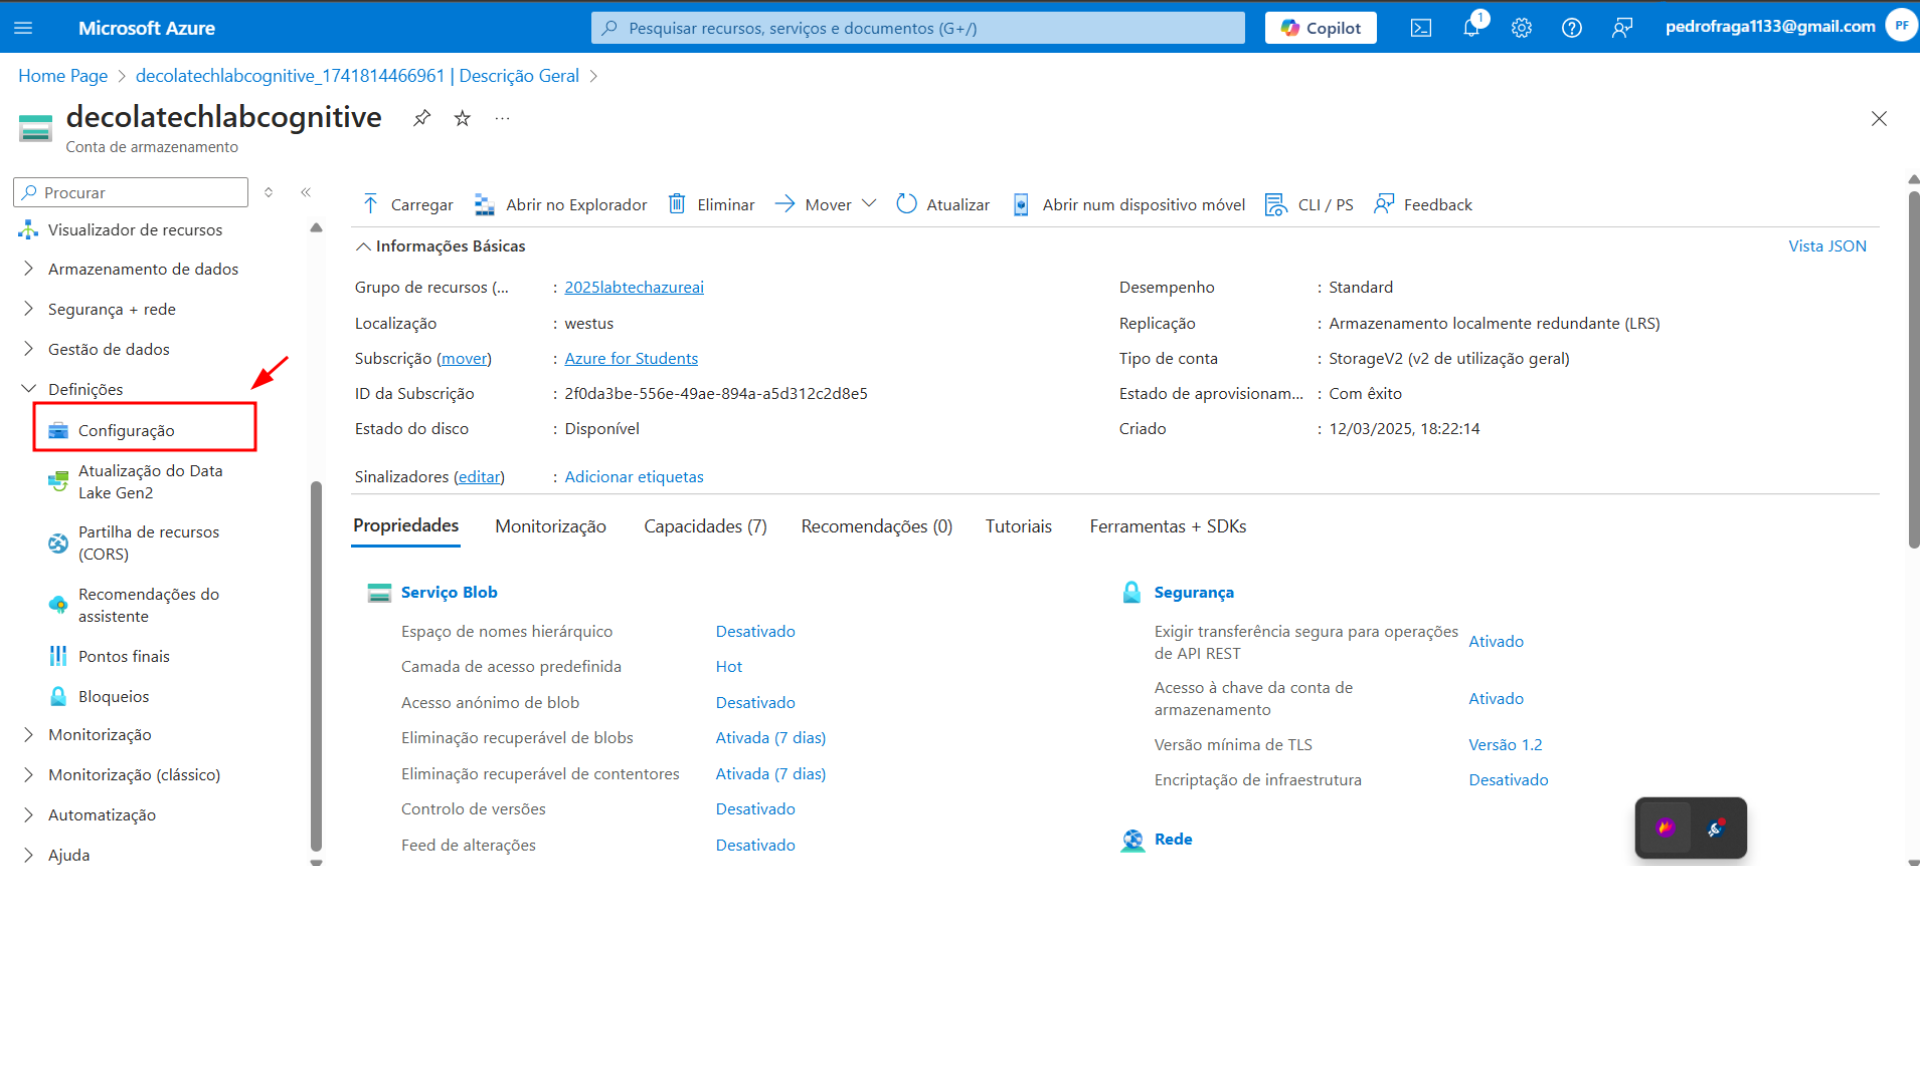 Microsoft Azure
Pesquisar recursos, serviços e documentos (G+/)
Copilot
1
pedrofraga1133@gmail.com
PF
Home Page > decolatechlabcognitive_1741814466961 | Descrição Geral >
decolatechlabcognitive
Conta de armazenamento
Procurar
Visualizador de recursos
Armazenamento de dados
Segurança + rede
Gestão de dados
Definições
Configuração
Atualização do Data
Lake Gen2
Partilha de recursos
(CORS)
Recomendações do
assistente
Pontos finais
Bloqueios
Monitorização
Monitorização (clássico)
Automatização
Ajuda
Carregar
Abrir no Explorador
Eliminar
Mover
Atualizar
Abrir num dispositivo móvel
CLI / PS
Feedback
Informações Básicas
Vista JSON
Grupo de recursos (... : 2025labtechazureai
Localização : westus
Subscrição (mover) : Azure for Students
ID da Subscrição : 2f0da3be-556e-49ae-894a-a5d312c2d8e5
Estado do disco : Disponível
Sinalizadores (editar) : Adicionar etiquetas
Desempenho : Standard
Replicação : Armazenamento localmente redundante (LRS)
Tipo de conta : StorageV2 (v2 de utilização geral)
Estado de aprovisionam... : Com êxito
Criado : 12/03/2025, 18:22:14
Propriedades
Monitorização
Capacidades (7)
Recomendações (0)
Tutoriais
Ferramentas + SDKs
Serviço Blob
Espaço de nomes hierárquico Desativado
Camada de acesso predefinida Hot
Acesso anónimo de blob Desativado
Eliminação recuperável de blobs Ativada (7 dias)
Eliminação recuperável de contentores Ativada (7 dias)
Controlo de versões Desativado
Feed de alterações Desativado
Segurança
Exigir transferência segura para operações
de API REST Ativado
Acesso à chave da conta de
armazenamento Ativado
Versão mínima de TLS Versão 1.2
Encriptação de infraestrutura Desativado
Rede